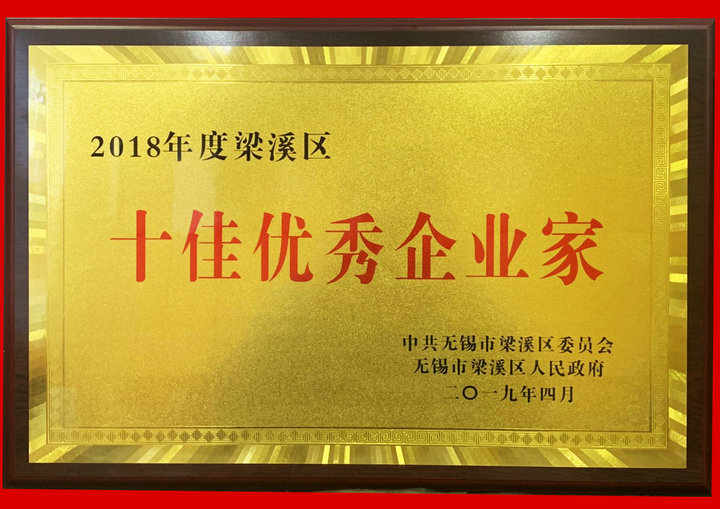 2018年度梁溪区
十佳优秀企业家
中共无锡市梁溪区委员会
无锡市梁溪区人民政府
二〇一九年四月